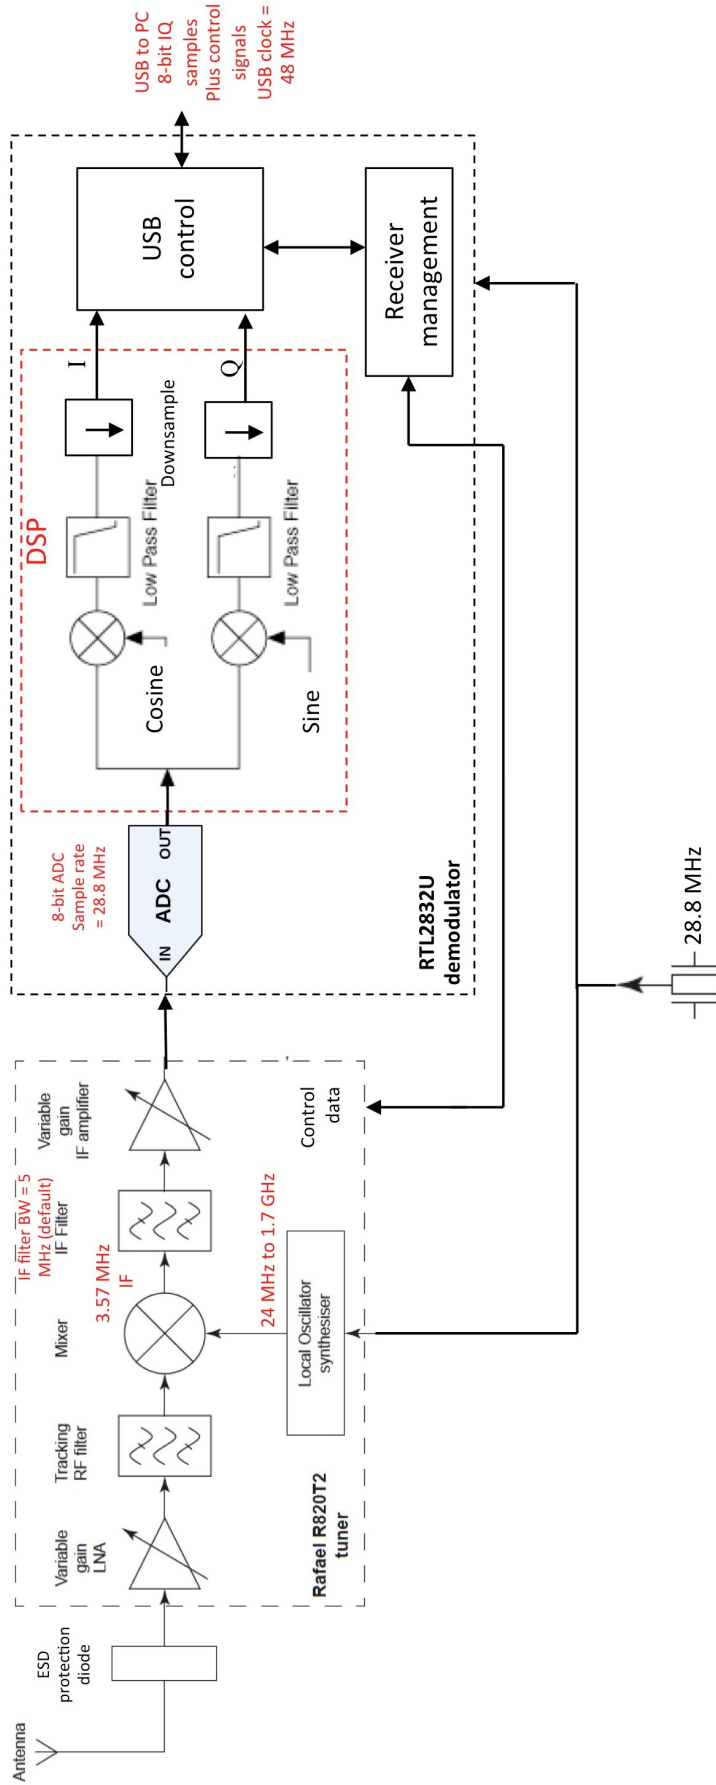 Antenna
ESD
protection
diode
Variable
gain
LNA
Tracking
RF filter
Mixer
IF filter BW = 5
MHz (default)
IF Filter
Variable
gain
IF amplifier
3.57 MHz
IF
24 MHz to 1.7 GHz
Local Oscillator
synthesiser
Rafael R820T2
tuner
Control
data
8-bit ADC
Sample rate
= 28.8 MHz
IN
ADC
OUT
RTL2832U
demodulator
DSP
Cosine
Sine
Low Pass Filter
Low Pass Filter
Downsample
I
Q
USB
control
Receiver
management
USB to PC
8-bit IQ
samples
Plus control
signals
USB clock =
48 MHz
28.8 MHz